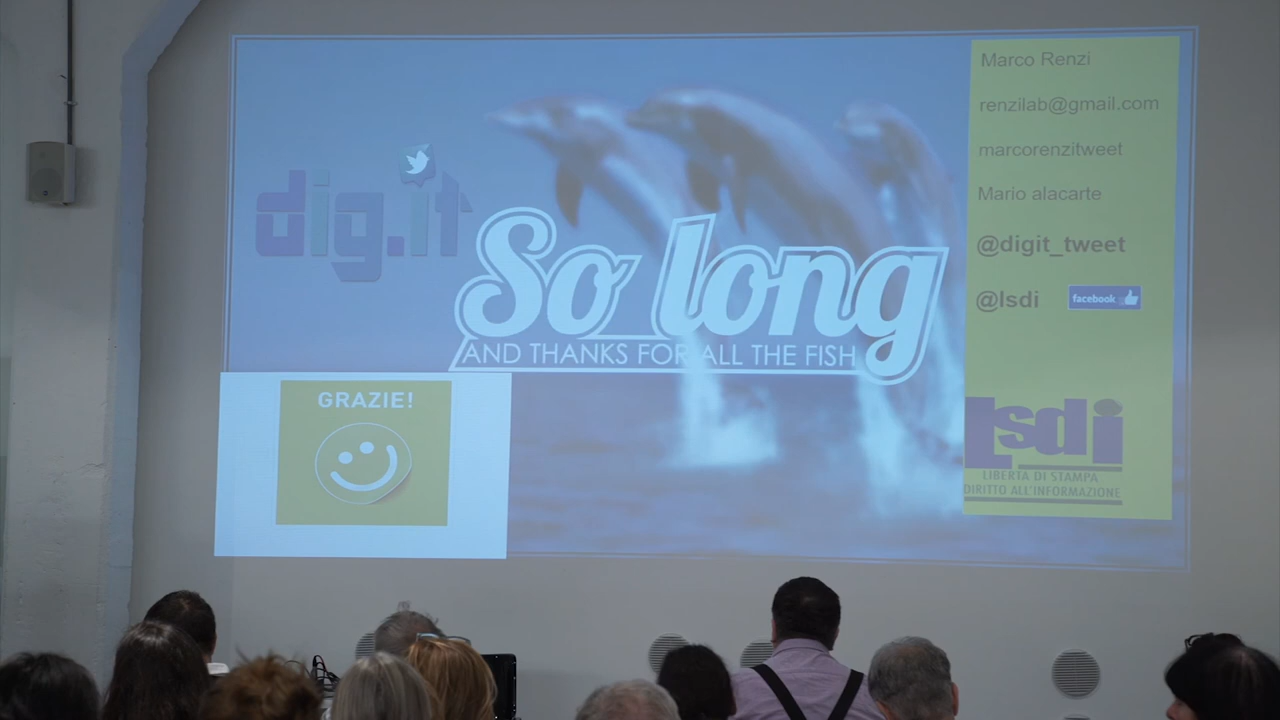 dig.it
So long
AND THANKS FOR ALL THE FISH
GRAZIE!
Marco Renzi
renzilab@gmail.com
marcorenzitweet
Mario alacarte
@digit_tweet
@lsdi
facebook
Lsdi
LIBERTA DI STAMPA
DIRITTO ALL'INFORMAZIONE